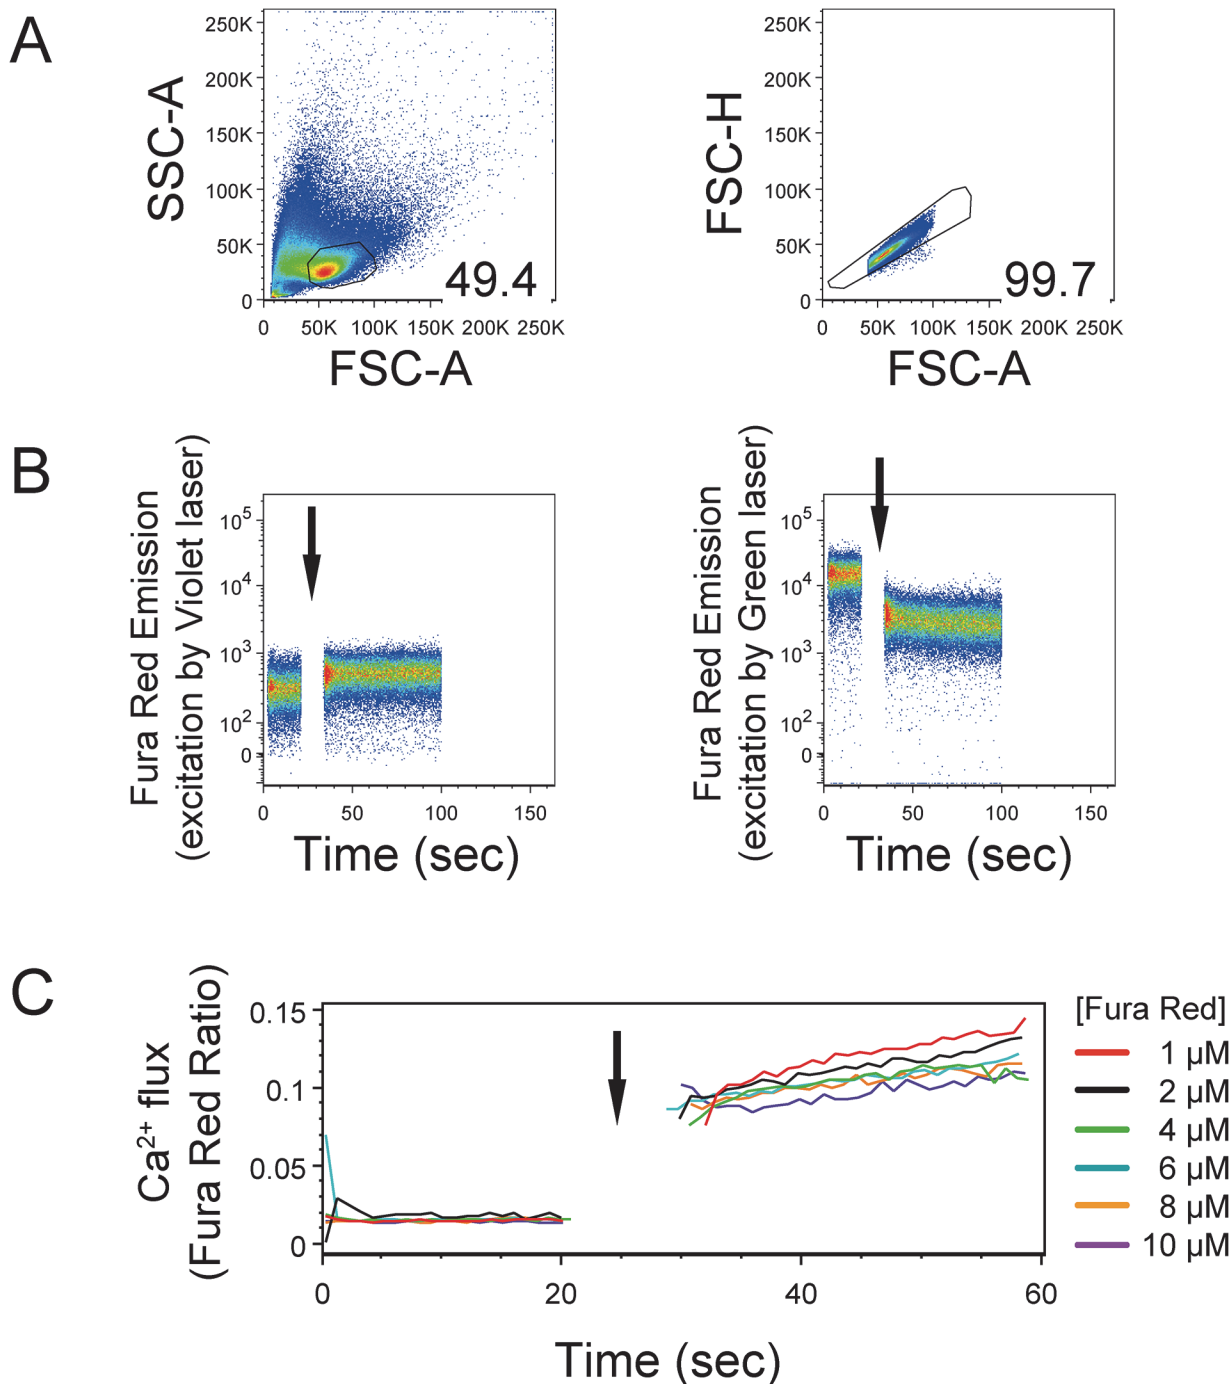 A
SSC-A
250K
200K
150K
100K
50K
0
49.4
0 50K 100K 150K 200K 250K
FSC-A
FSC-H
250K
200K
150K
100K
50K
0
99.7
0 50K 100K 150K 200K 250K
FSC-A
B
Fura Red Emission
(excitation by Violet laser)
10⁵
10⁴
10³
10²
0
0 50 100 150
Time (sec)
Fura Red Emission
(excitation by Green laser)
10⁵
10⁴
10³
10²
0
0 50 100 150
Time (sec)
C
Ca²⁺ flux
(Fura Red Ratio)
0.15
0.1
0.05
0
0 20 40 60
Time (sec)
[Fura Red]
1 µM
2 µM
4 µM
6 µM
8 µM
10 µM